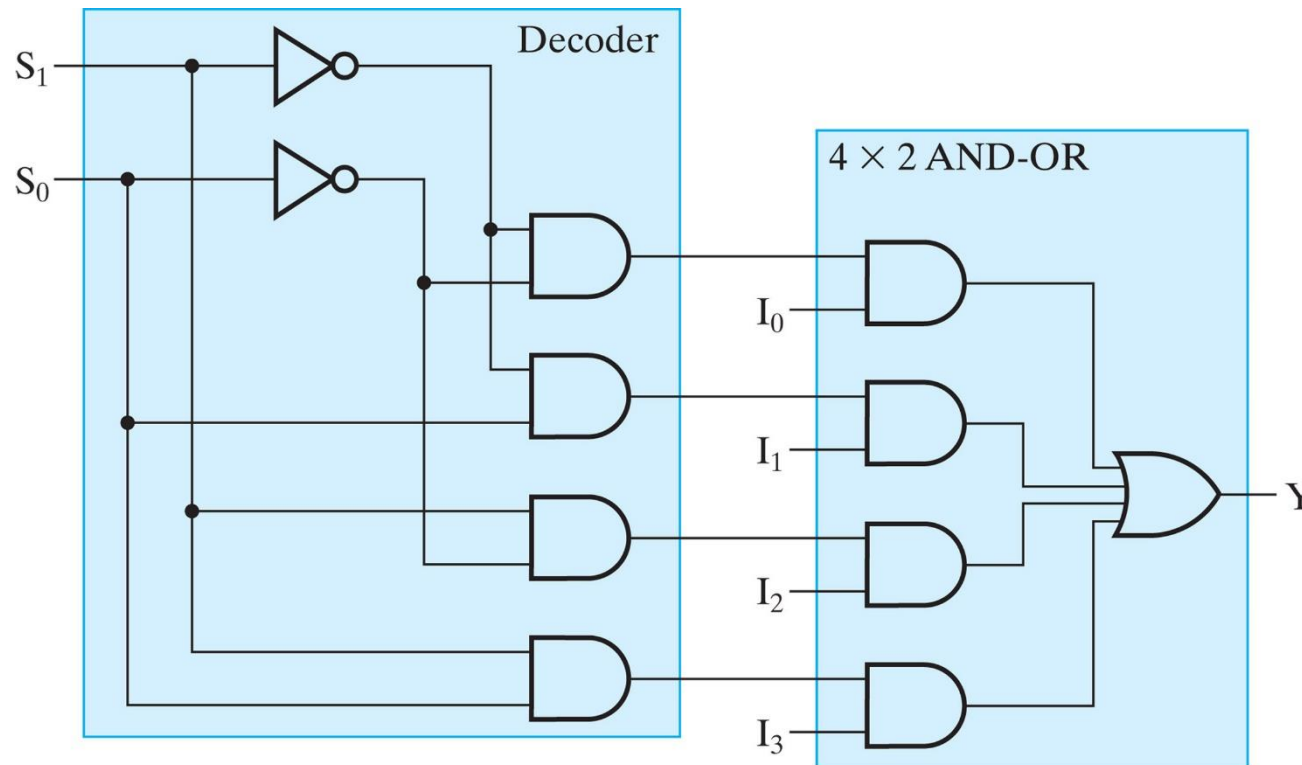 Decoder
S₁
S₀
4 × 2 AND-OR
I₀
I₁
I₂
I₃
Y